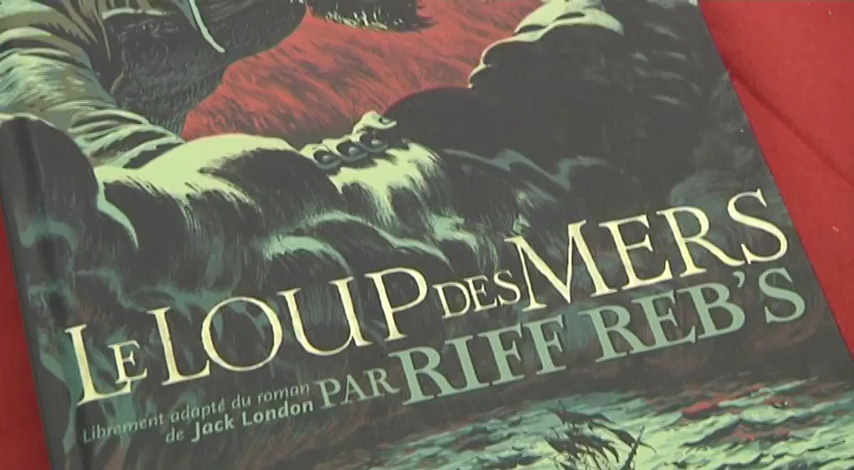 LE LOUP DES MERS
PAR RIFF REB'S
Librement adapté du roman
de Jack London